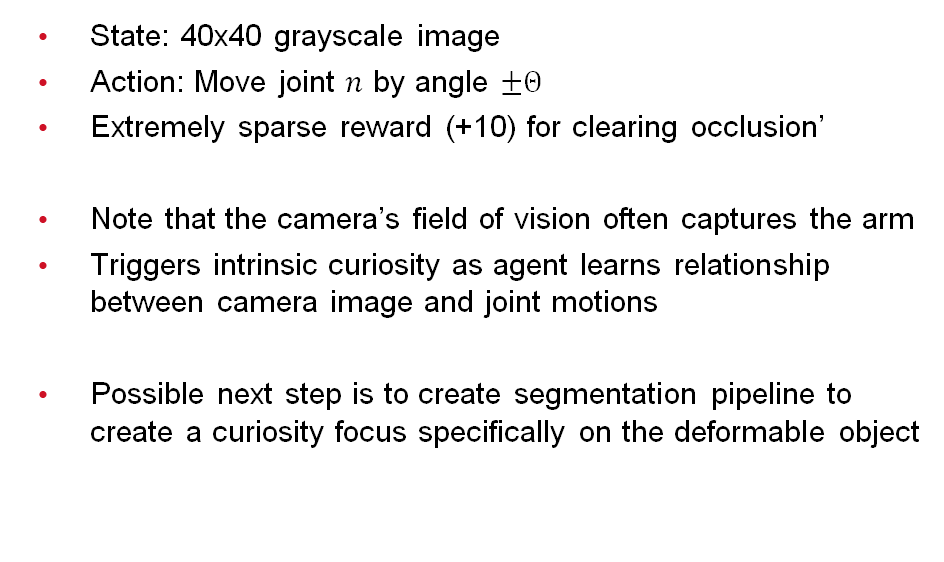 • State: 40x40 grayscale image
• Action: Move joint n by angle ±Θ
• Extremely sparse reward (+10) for clearing occlusion’
• Note that the camera’s field of vision often captures the arm
• Triggers intrinsic curiosity as agent learns relationship
between camera image and joint motions
• Possible next step is to create segmentation pipeline to
create a curiosity focus specifically on the deformable object